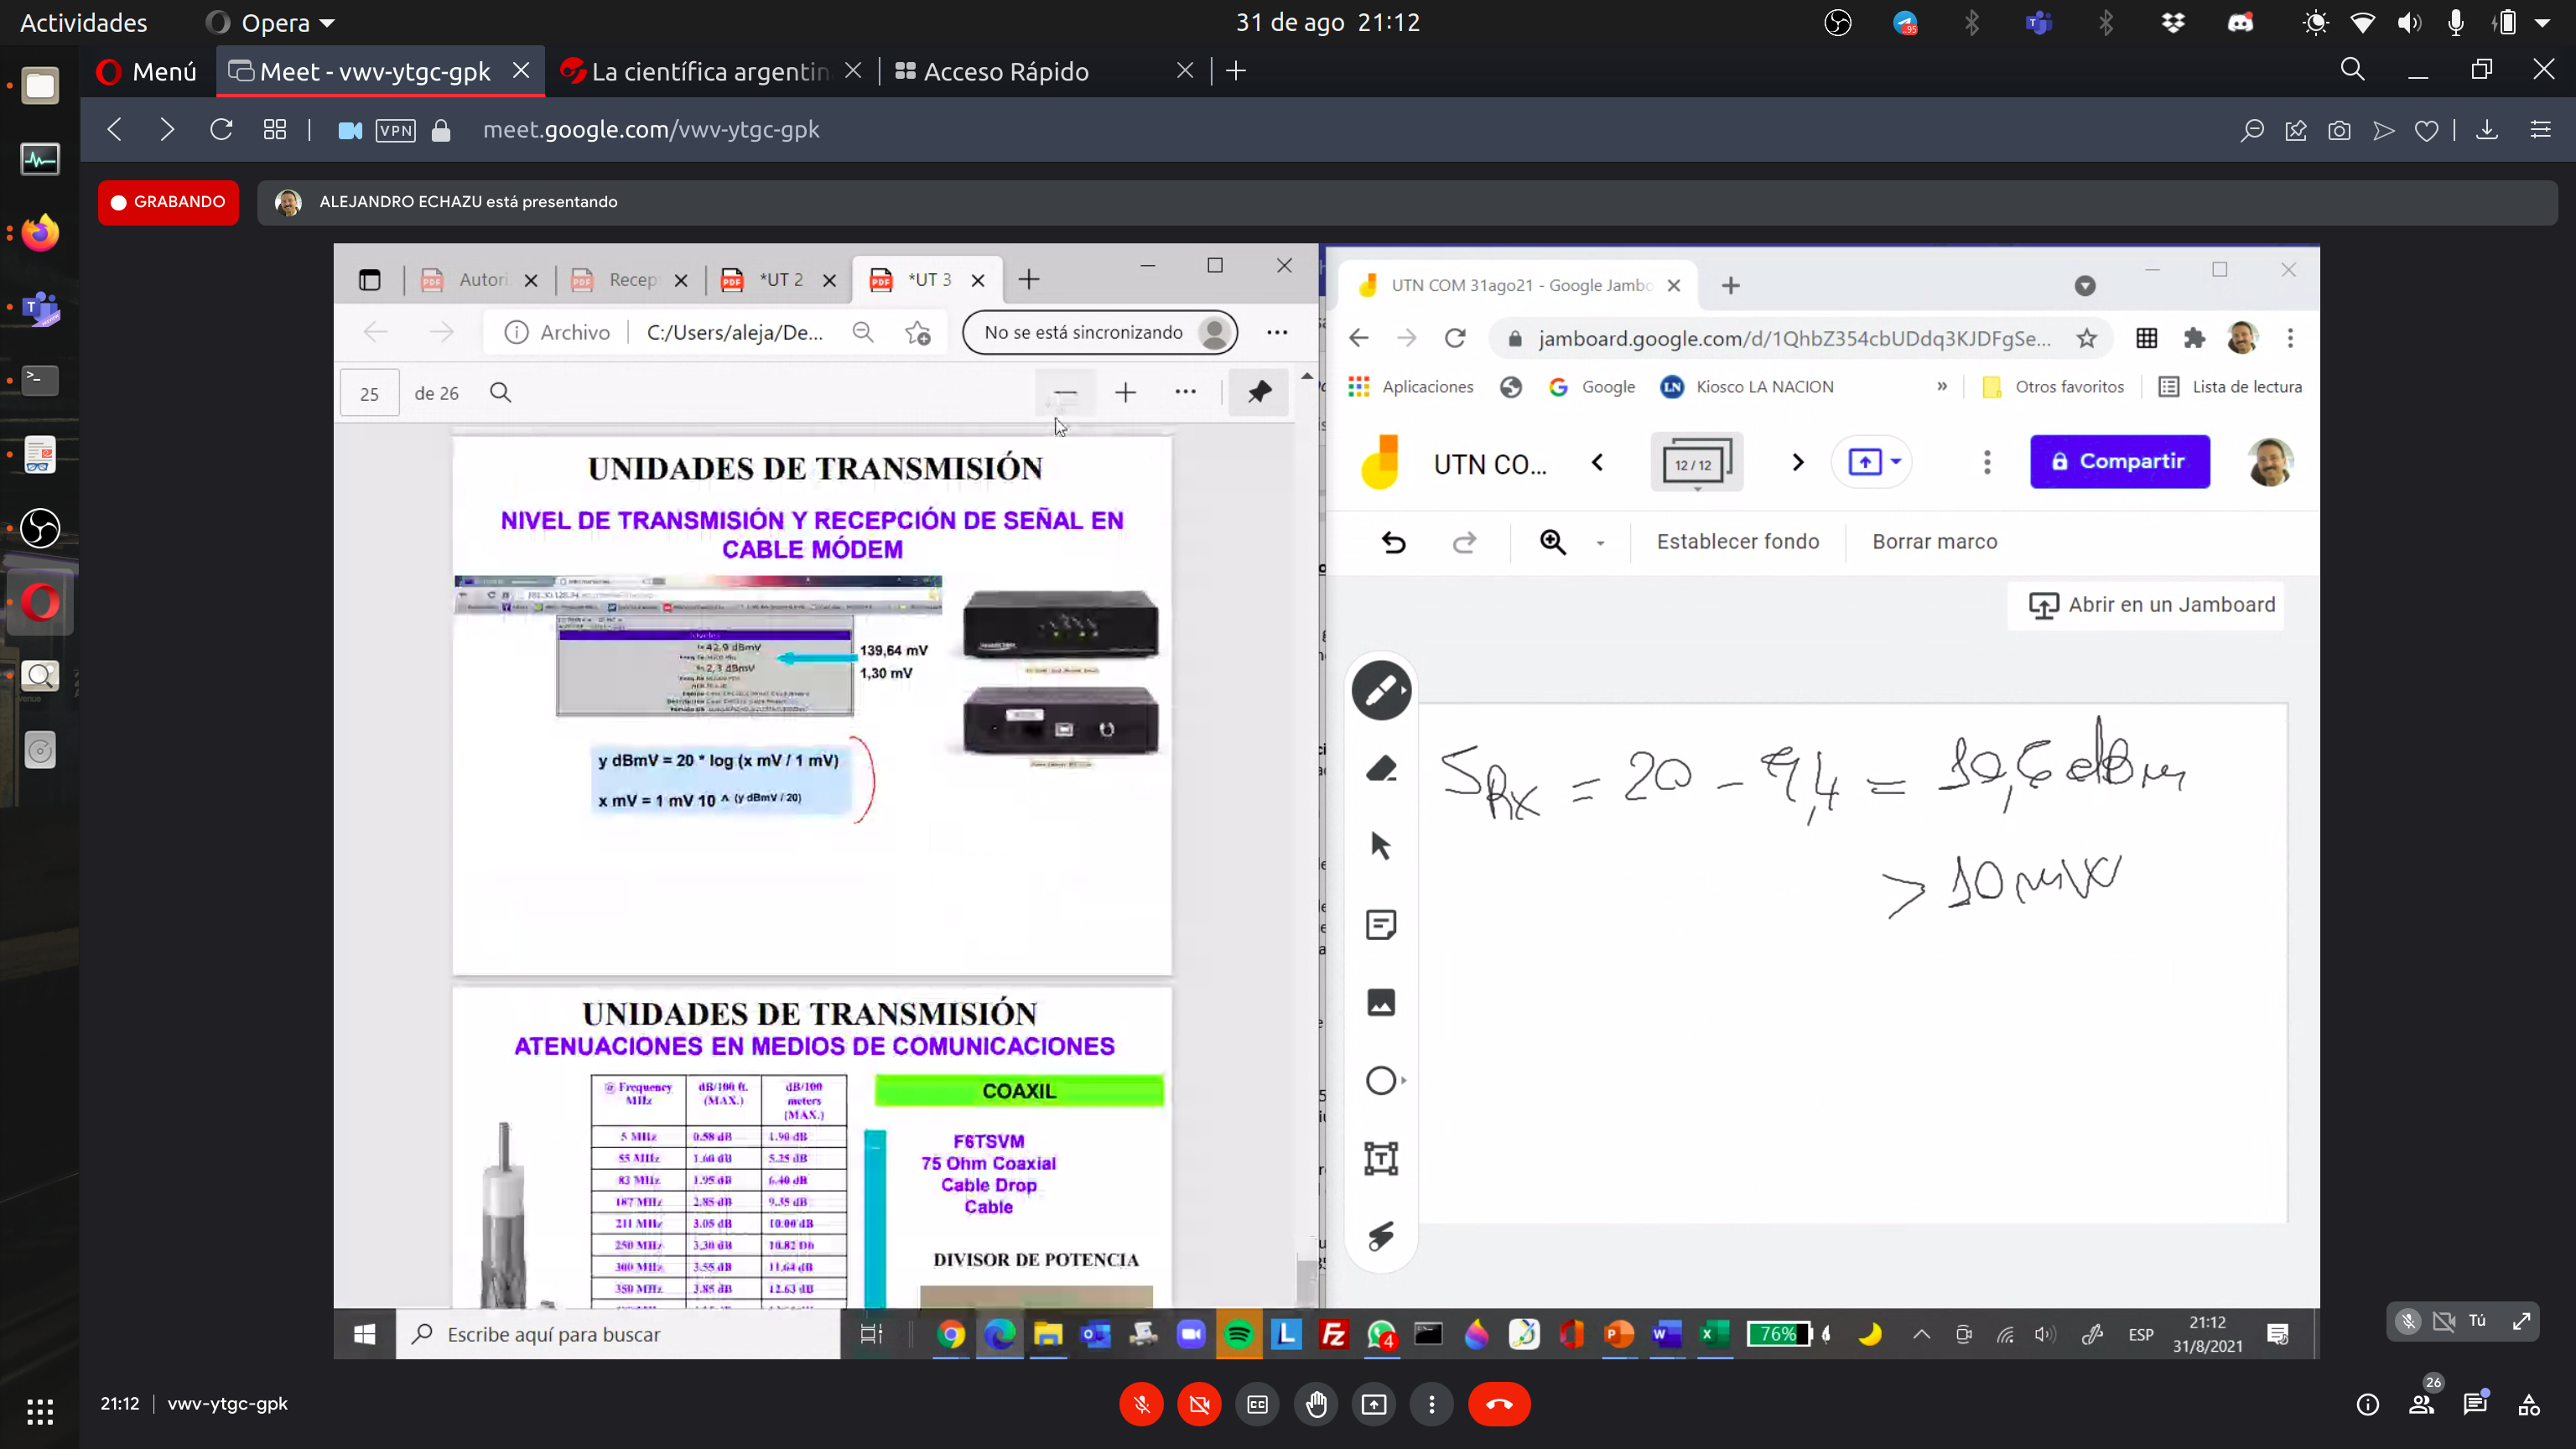 Actividades
Opera
31 de ago 21:12
95
Menú
Meet - vwv-ytgc-gpk
La científica argentin
Acceso Rápido
VPN
meet.google.com/vwv-ytgc-gpk
GRABANDO
ALEJANDRO ECHAZU está presentando
Autori
Recep
*UT 2
*UT 3
Archivo
C:/Users/aleja/De...
No se está sincronizando
25
de 26
UNIDADES DE TRANSMISIÓN
NIVEL DE TRANSMISIÓN Y RECEPCIÓN DE SEÑAL EN
CABLE MÓDEM
42,9 dBmV
2,3 dBmV
139,64 mV
1,30 mV
y dBmV = 20 * log (x mV / 1 mV)
x mV = 1 mV 10 ^ (y dBmV / 20)
UNIDADES DE TRANSMISIÓN
ATENUACIONES EN MEDIOS DE COMUNICACIONES
@ Frequency MHz dB/100 ft. (MAX.) dB/100 meters (MAX.)
5 MHz 0.58 dB 1.90 dB
55 MHz 1.60 dB 5.25 dB
83 MHz 1.95 dB 6.40 dB
187 MHz 2.85 dB 9.35 dB
211 MHz 3.05 dB 10.00 dB
250 MHz 3.30 dB 10.82 Db
300 MHz 3.55 dB 11.64 dB
350 MHz 3.85 dB 12.63 dB
COAXIL
F6TSVM
75 Ohm Coaxial
Cable Drop
Cable
DIVISOR DE POTENCIA
UTN COM 31ago21 - Google Jambo
jamboard.google.com/d/1QhbZ354cbUDdq3KJDFgSe...
Aplicaciones
Google
LN
Kiosco LA NACION
»
Otros favoritos
Lista de lectura
UTN CO...
12 / 12
Compartir
Establecer fondo
Borrar marco
Abrir en un Jamboard
SRx = 20 - 9,4 = 10,6 dBm
> 10 mW
Escribe aquí para buscar
4
76%
ESP
21:12
31/8/2021
Tú
21:12
vwv-ytgc-gpk
26